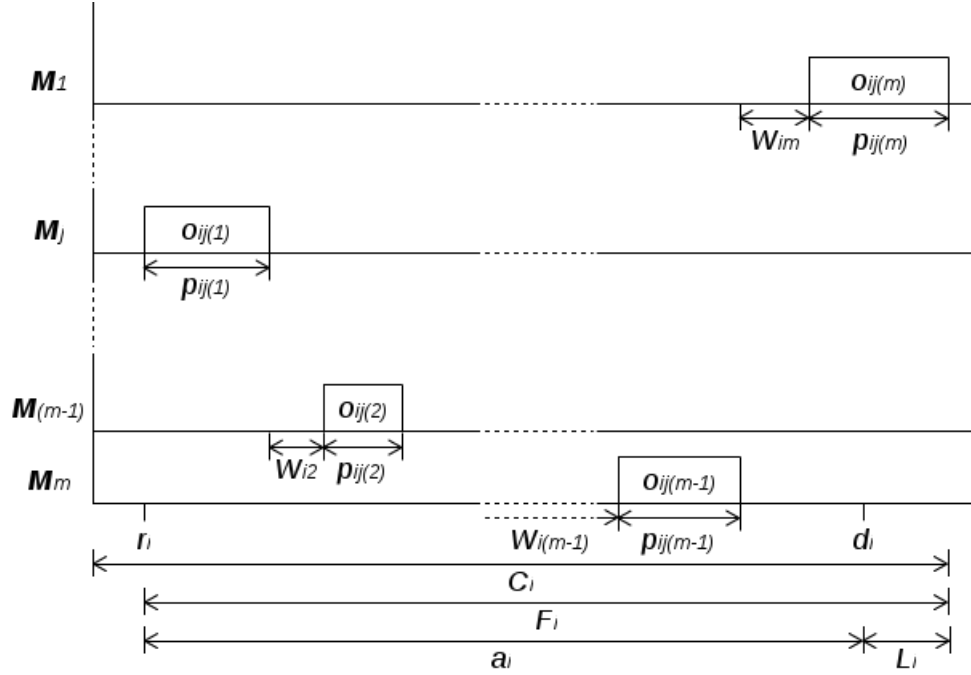 M1
oij(m)
Wim
pij(m)
Mj
oij(1)
pij(1)
M(m-1)
oij(2)
Wi2
pij(2)
Mm
oij(m-1)
Wi(m-1)
pij(m-1)
ri
di
Ci
Fi
ai
Li